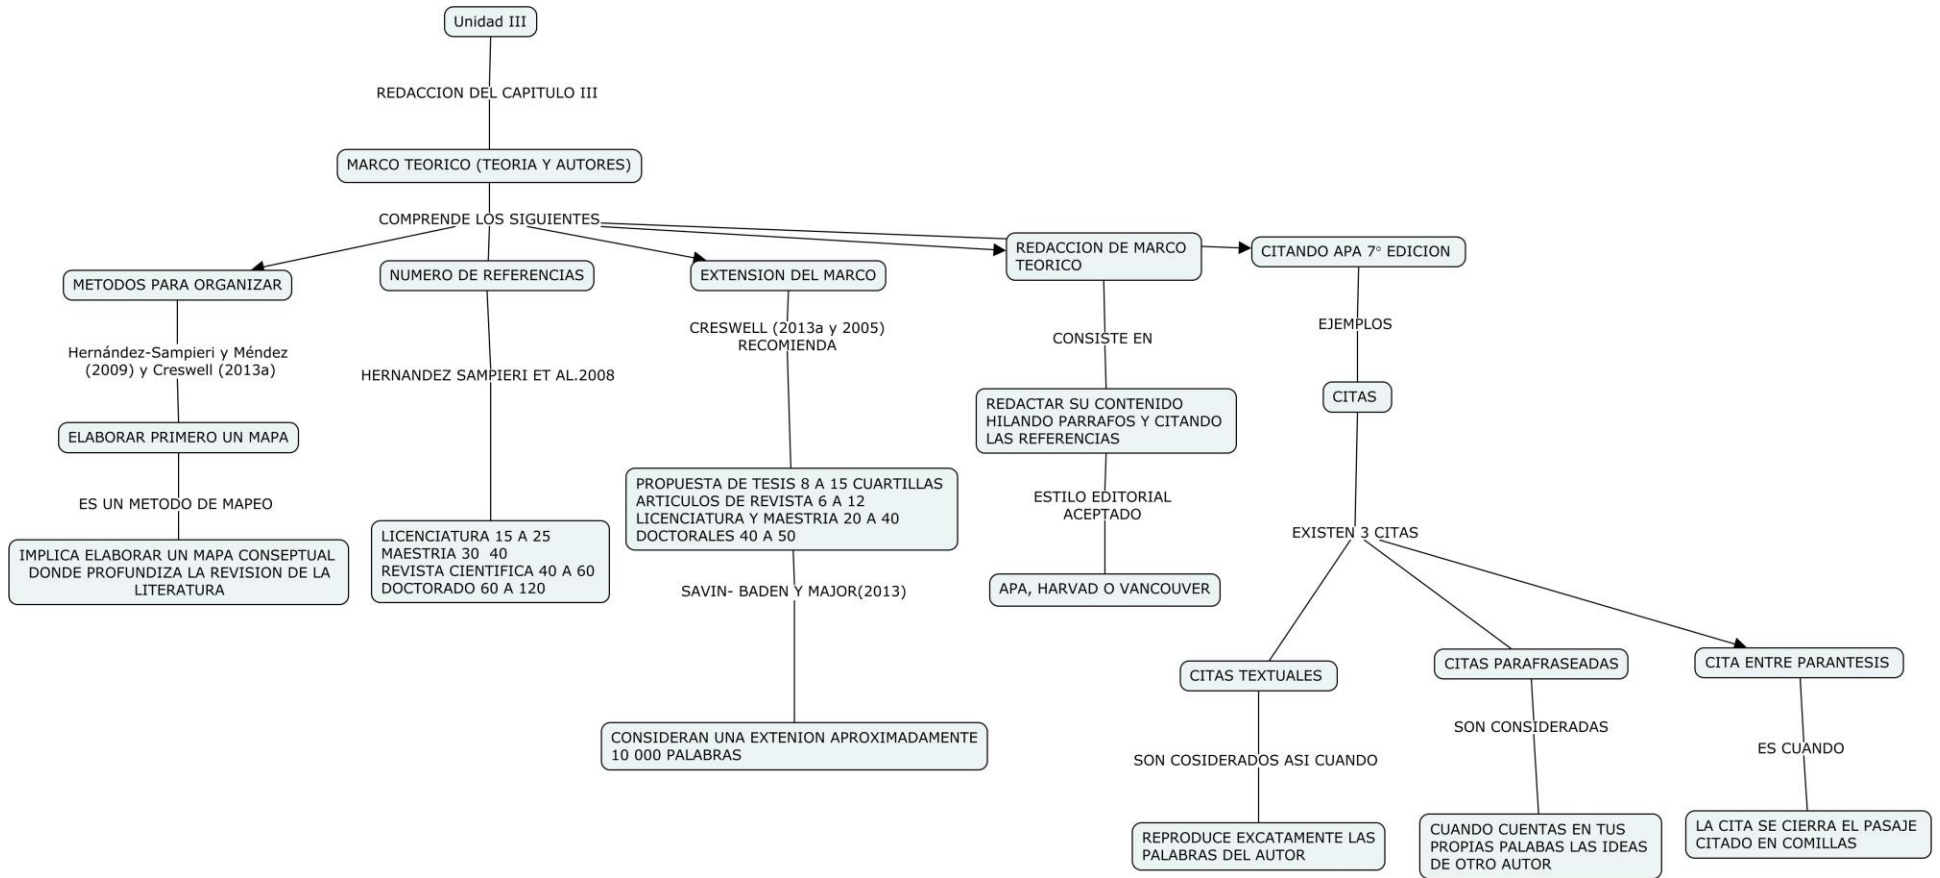 Unidad III
REDACCION DEL CAPITULO III
MARCO TEORICO (TEORIA Y AUTORES)
COMPRENDE LOS SIGUIENTES
METODOS PARA ORGANIZAR
Hernández-Sampieri y Méndez
(2009) y Creswell (2013a)
ELABORAR PRIMERO UN MAPA
ES UN METODO DE MAPEO
IMPLICA ELABORAR UN MAPA CONSEPTUAL
DONDE PROFUNDIZA LA REVISION DE LA
LITERATURA
NUMERO DE REFERENCIAS
HERNANDEZ SAMPIERI ET AL.2008
LICENCIATURA 15 A 25
MAESTRIA 30 40
REVISTA CIENTIFICA 40 A 60
DOCTORADO 60 A 120
EXTENSION DEL MARCO
CRESWELL (2013a y 2005)
RECOMIENDA
PROPUESTA DE TESIS 8 A 15 CUARTILLAS
ARTICULOS DE REVISTA 6 A 12
LICENCIATURA Y MAESTRIA 20 A 40
DOCTORALES 40 A 50
SAVIN- BADEN Y MAJOR(2013)
CONSIDERAN UNA EXTENION APROXIMADAMENTE
10 000 PALABRAS
REDACCION DE MARCO
TEORICO
CONSISTE EN
REDACTAR SU CONTENIDO
HILANDO PARRAFOS Y CITANDO
LAS REFERENCIAS
ESTILO EDITORIAL
ACEPTADO
APA, HARVAD O VANCOUVER
CITANDO APA 7° EDICION
EJEMPLOS
CITAS
EXISTEN 3 CITAS
CITAS TEXTUALES
SON COSIDERADOS ASI CUANDO
REPRODUCE EXCATAMENTE LAS
PALABRAS DEL AUTOR
CITAS PARAFRASEADAS
SON CONSIDERADAS
CUANDO CUENTAS EN TUS
PROPIAS PALABAS LAS IDEAS
DE OTRO AUTOR
CITA ENTRE PARANTESIS
ES CUANDO
LA CITA SE CIERRA EL PASAJE
CITADO EN COMILLAS